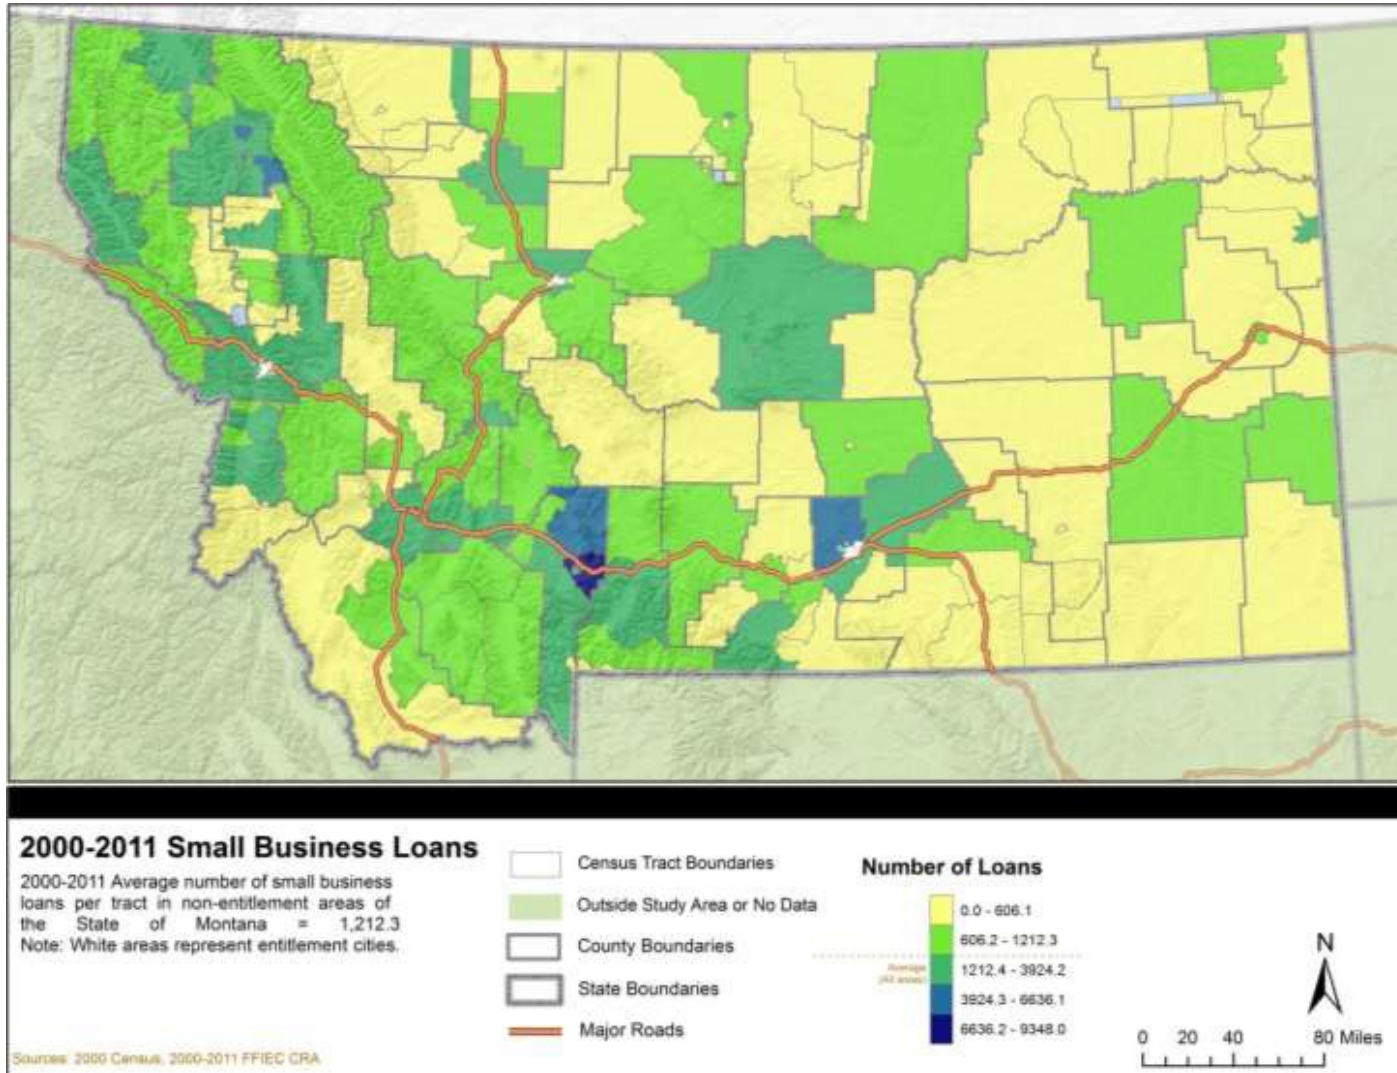 2000-2011 Small Business Loans
2000-2011 Average number of small business
loans per tract in non-entitlement areas of
the State of Montana = 1,212.3
Note: White areas represent entitlement cities.
Sources: 2000 Census, 2000-2011 FFIEC CRA
Census Tract Boundaries
Outside Study Area or No Data
County Boundaries
State Boundaries
Major Roads
Number of Loans
0.0 - 606.1
606.2 - 1212.3
Average
(All areas)
1212.4 - 3924.2
3924.3 - 6636.1
6636.2 - 9348.0
N
0 20 40 80 Miles